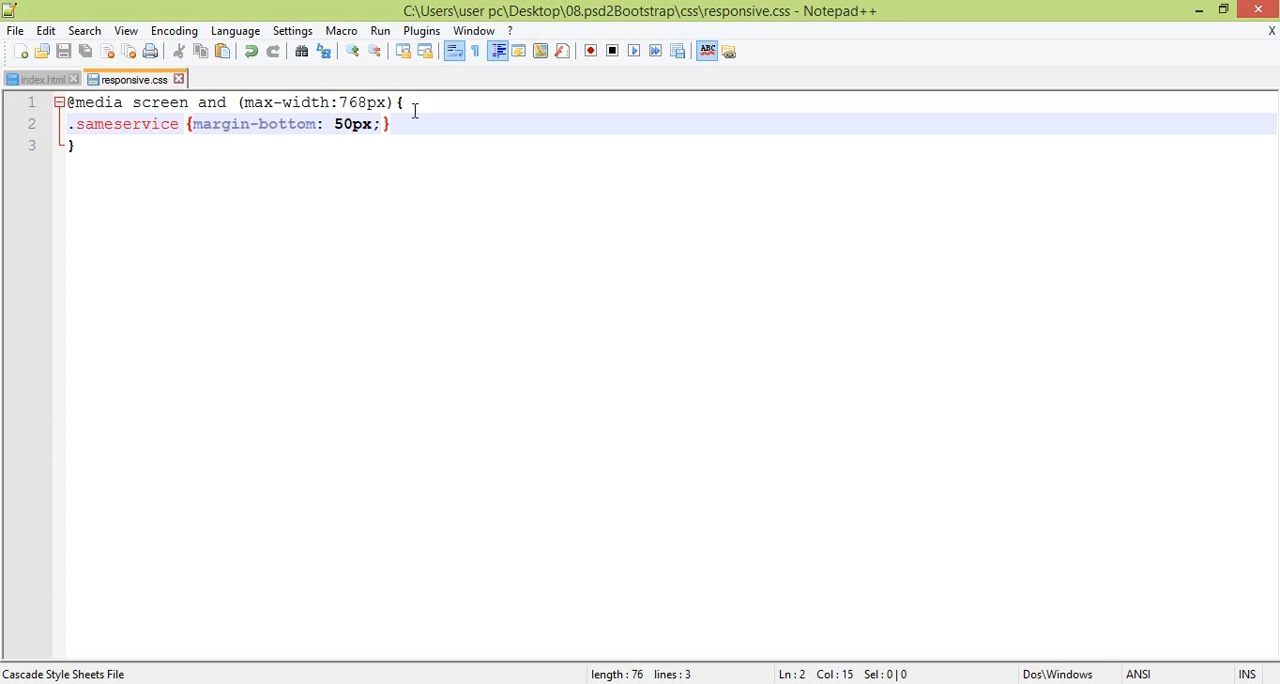 C:\Users\user pc\Desktop\08.psd2Bootstrap\css\responsive.css - Notepad++
File Edit Search View Encoding Language Settings Macro Run Plugins Window ? X
index.html responsive.css
1 @media screen and (max-width:768px){
2 .sameservice {margin-bottom: 50px;}
3 }
Cascade Style Sheets File length : 76 lines : 3 Ln : 2 Col : 15 Sel : 0 | 0 Dos\Windows ANSI INS